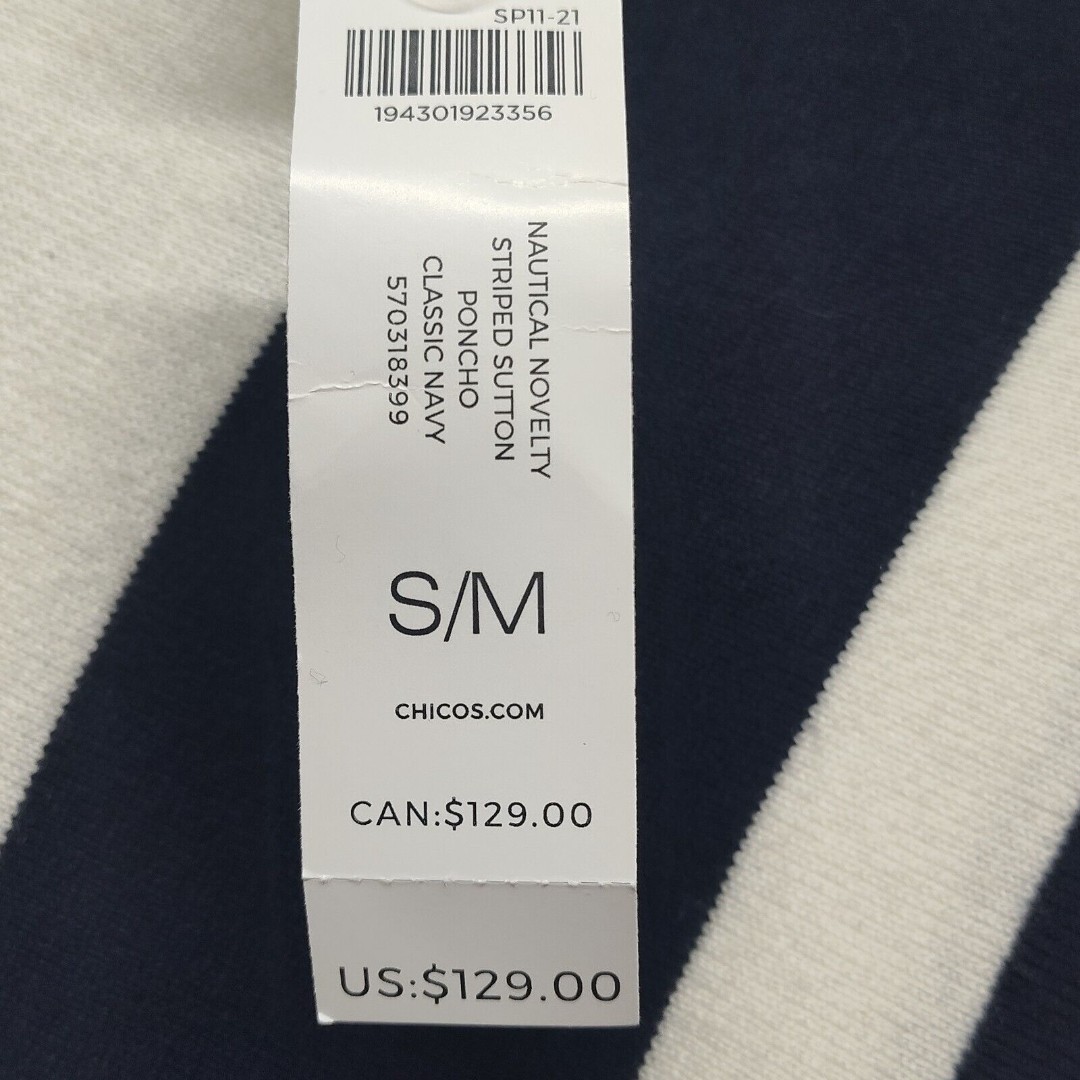 SP11-21
194301923356
NAUTICAL NOVELTY
STRIPED SUTTON
PONCHO
CLASSIC NAVY
570318399
S/M
CHICOS.COM
CAN:$129.00
US:$129.00